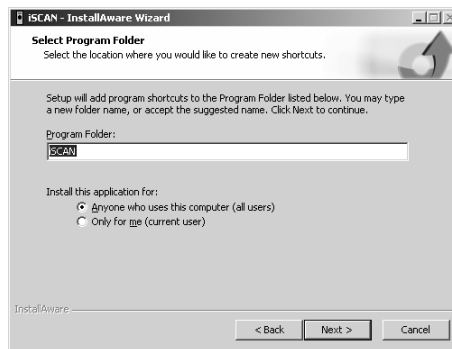 iSCAN - InstallAware Wizard
Select Program Folder
Select the location where you would like to create new shortcuts.
Setup will add program shortcuts to the Program Folder listed below. You may type
a new folder name, or accept the suggested name. Click Next to continue.
Program Folder:
iSCAN
Install this application for:
Anyone who uses this computer (all users)
Only for me (current user)
InstallAware
< Back Next > Cancel